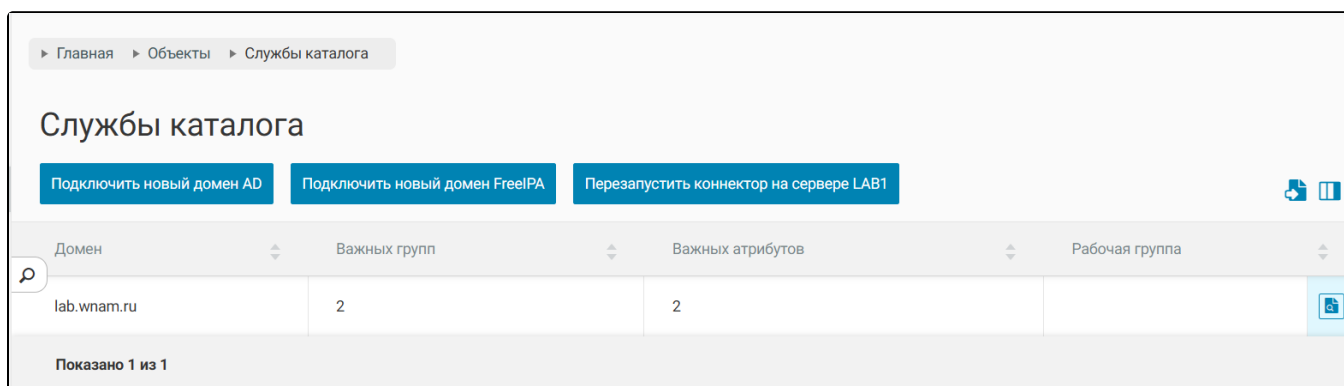 Главная Объекты Службы каталога
Службы каталога
Подключить новый домен AD Подключить новый домен FreeIPA Перезапустить коннектор на сервере LAB1
Домен Важных групп Важных атрибутов Рабочая группа
lab.wnam.ru 2 2
Показано 1 из 1